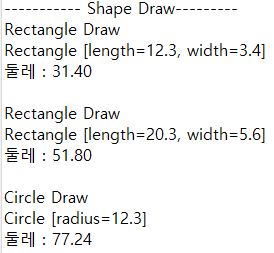 ----------- Shape Draw---------
Rectangle Draw
Rectangle [length=12.3, width=3.4]
둘레 : 31.40
Rectangle Draw
Rectangle [length=20.3, width=5.6]
둘레 : 51.80
Circle Draw
Circle [radius=12.3]
둘레 : 77.24